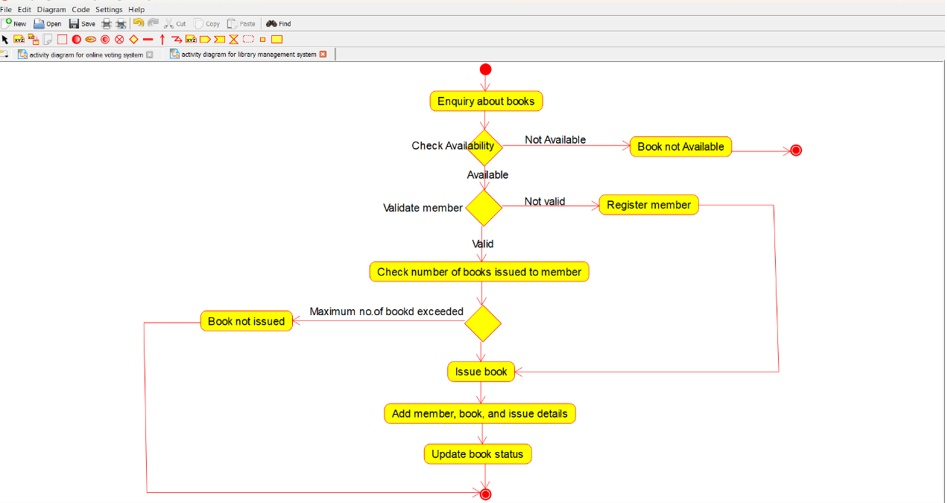 File Edit Diagram Code Settings Help
New Open Save Cut Copy Paste Find
activity diagram for online voting system activity diagram for library management system
Enquiry about books
Check Availability
Not Available
Book not Available
Available
Validate member
Not valid
Register member
Valid
Check number of books issued to member
Maximum no.of bookd exceeded
Book not issued
Issue book
Add member, book, and issue details
Update book status